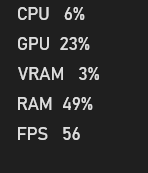 CPU 6%
GPU 23%
VRAM 3%
RAM 49%
FPS 56